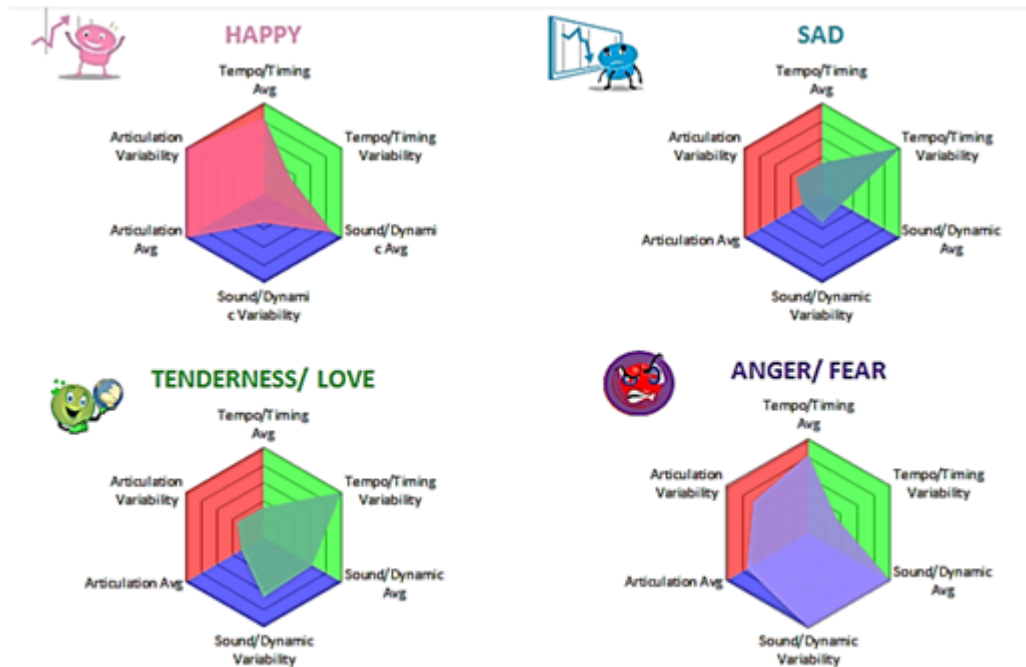 HAPPY
Tempo/Timing
Avg
Articulation
Variability
Tempo/Timing
Variability
Articulation
Avg
Sound/Dynami
c Avg
Sound/Dynami
c Variability
SAD
Tempo/Timing
Avg
Articulation
Variability
Tempo/Timing
Variability
Articulation Avg
Sound/Dynamic
Avg
Sound/Dynamic
Variability
TENDERNESS/ LOVE
Tempo/Timing
Avg
Articulation
Variability
Tempo/Timing
Variability
Articulation Avg
Sound/Dynamic
Avg
Sound/Dynamic
Variability
ANGER/ FEAR
Tempo/Timing
Avg
Articulation
Variability
Tempo/Timing
Variability
Articulation Avg
Sound/Dynamic
Avg
Sound/Dynamic
Variability